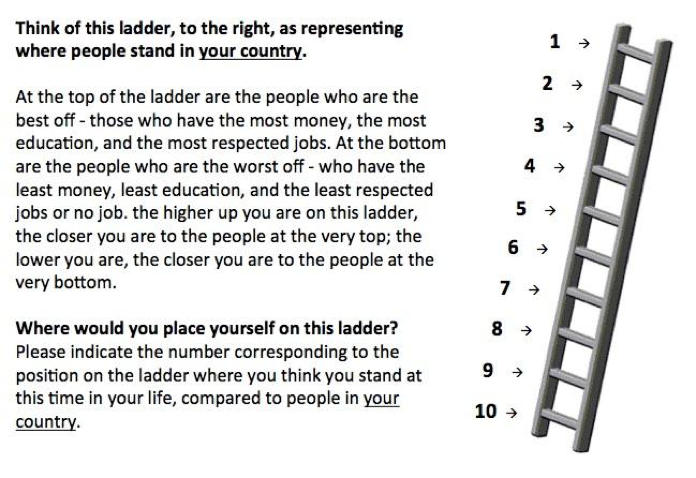 Think of this ladder, to the right, as representing
where people stand in your country.
At the top of the ladder are the people who are the
best off - those who have the most money, the most
education, and the most respected jobs. At the bottom
are the people who are the worst off - who have the
least money, least education, and the least respected
jobs or no job. the higher up you are on this ladder,
the closer you are to the people at the very top; the
lower you are, the closer you are to the people at the
very bottom.
Where would you place yourself on this ladder?
Please indicate the number corresponding to the
position on the ladder where you think you stand at
this time in your life, compared to people in your
country.
1 →
2 →
3 →
4 →
5 →
6 →
7 →
8 →
9 →
10 →